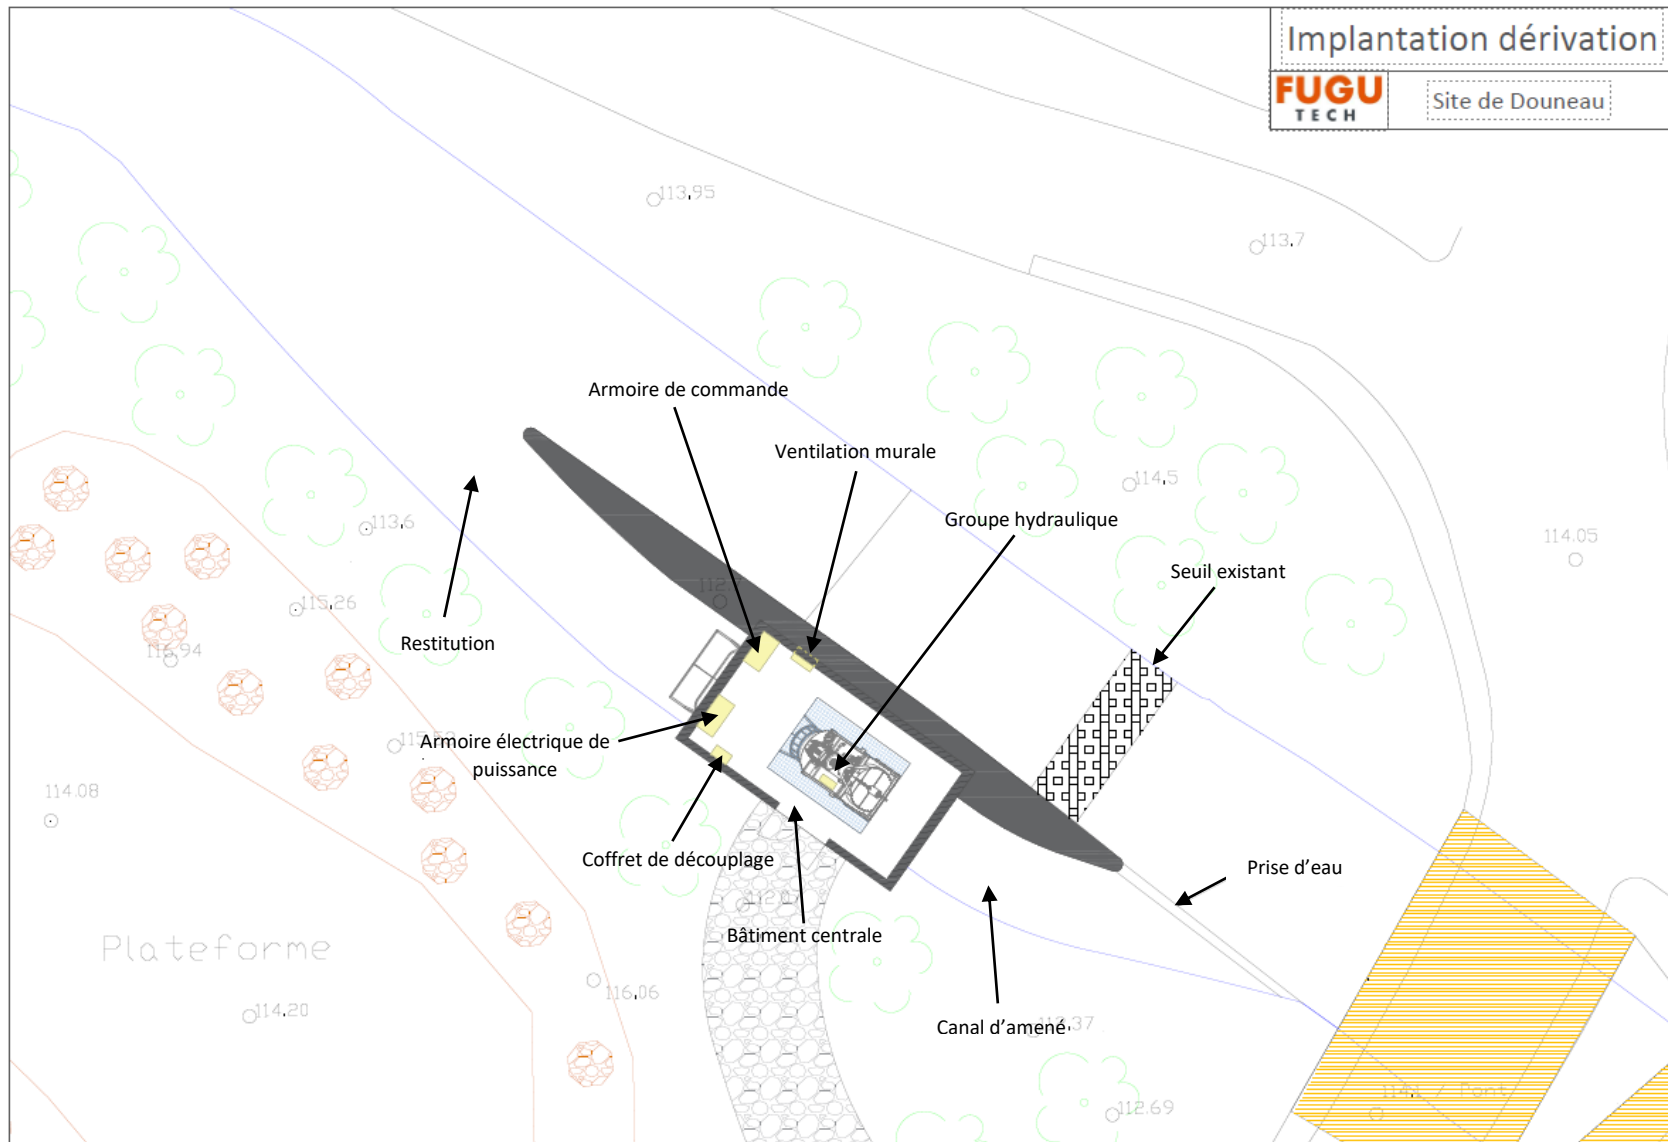 Implantation dérivation
FUGU
TECH
Site de Douneau
113,95
113,7
Armoire de commande
Ventilation murale
114,5
Groupe hydraulique
113,6
114.05
Seuil existant
115,26
Restitution
116,94
Armoire électrique de
puissance
114.08
Coffret de découplage
Prise d’eau
Bâtiment centrale
Plateforme
116,06
114,20
Canal d’amené
112.69
Pont